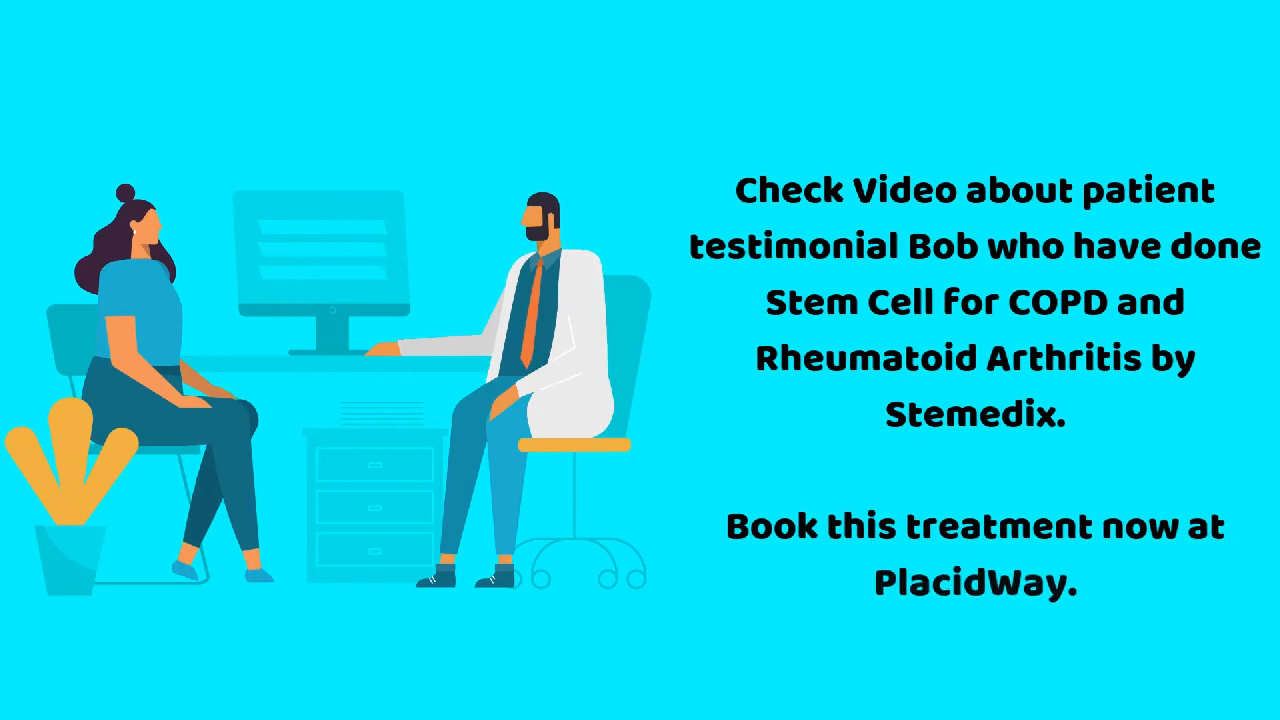 Check Video about patient
testimonial Bob who have done
Stem Cell for COPD and
Rheumatoid Arthritis by
Stemedix.
Book this treatment now at
PlacidWay.